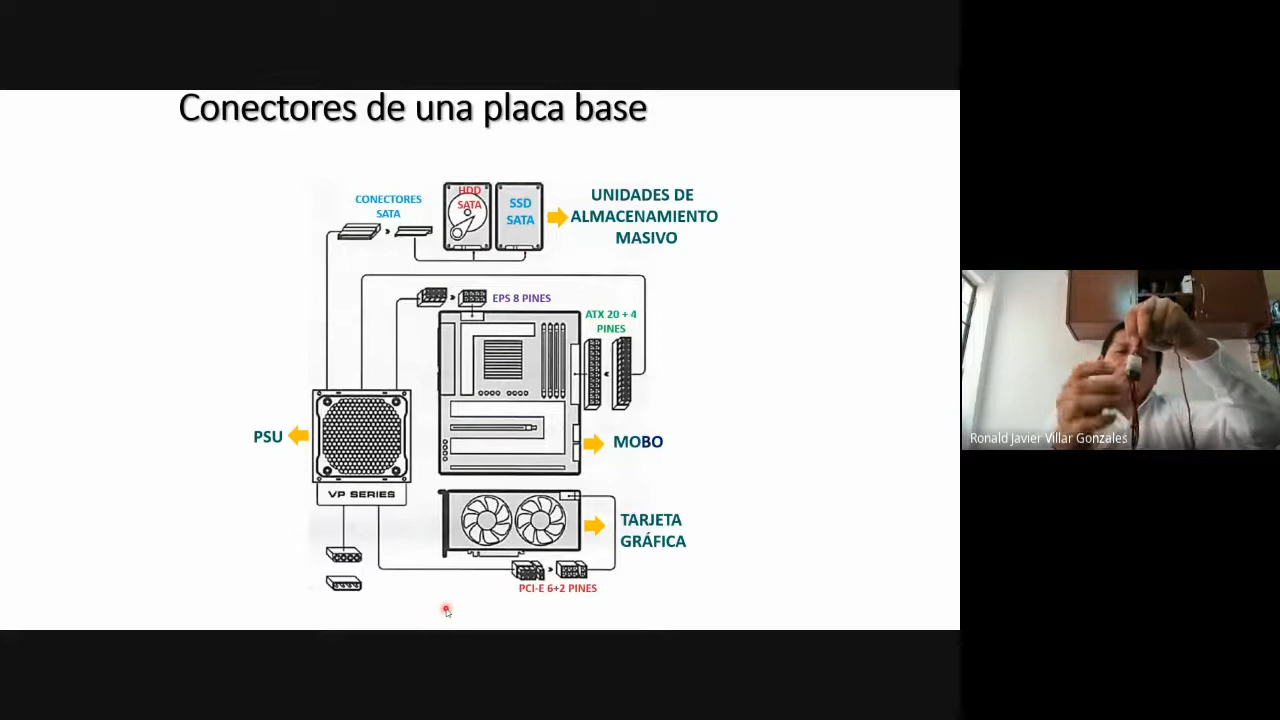 Conectores de una placa base
CONECTORES
SATA
HDD
SATA
SSD
SATA
UNIDADES DE
ALMACENAMIENTO
MASIVO
EPS 8 PINES
ATX 20 + 4
PINES
PSU
MOBO
VP SERIES
TARJETA
GRÁFICA
PCI-E 6+2 PINES
Ronald Javier Villar Gonzales